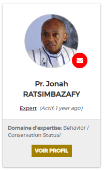 Pr. Jonah
RATSIMBAZAFY
Expert (Actif, 1 year ago)
Domaine d'expertise: Behavior /
Conservation Status/
VOIR PROFIL